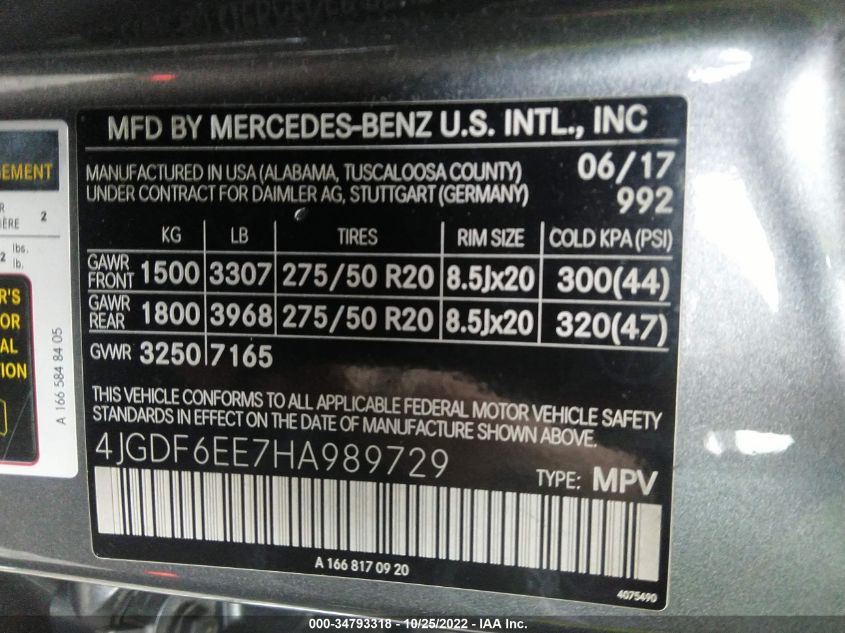 MFD BY MERCEDES-BENZ U.S. INTL., INC
MANUFACTURED IN USA (ALABAMA, TUSCALOOSA COUNTY) 06/17
UNDER CONTRACT FOR DAIMLER AG, STUTTGART (GERMANY) 992
KG LB TIRES RIM SIZE COLD KPA (PSI)
GAWR FRONT 1500 3307 275/50 R20 8.5Jx20 300(44)
GAWR REAR 1800 3968 275/50 R20 8.5Jx20 320(47)
GVWR 3250 7165
THIS VEHICLE CONFORMS TO ALL APPLICABLE FEDERAL MOTOR VEHICLE SAFETY
STANDARDS IN EFFECT ON THE DATE OF MANUFACTURE SHOWN ABOVE.
4JGDF6EE7HA989729
TYPE: MPV
A 166 817 09 20
4075490
2
lbs.
2 lb.
A 166 584 84 05
000-34793318 - 10/25/2022 - IAA Inc.